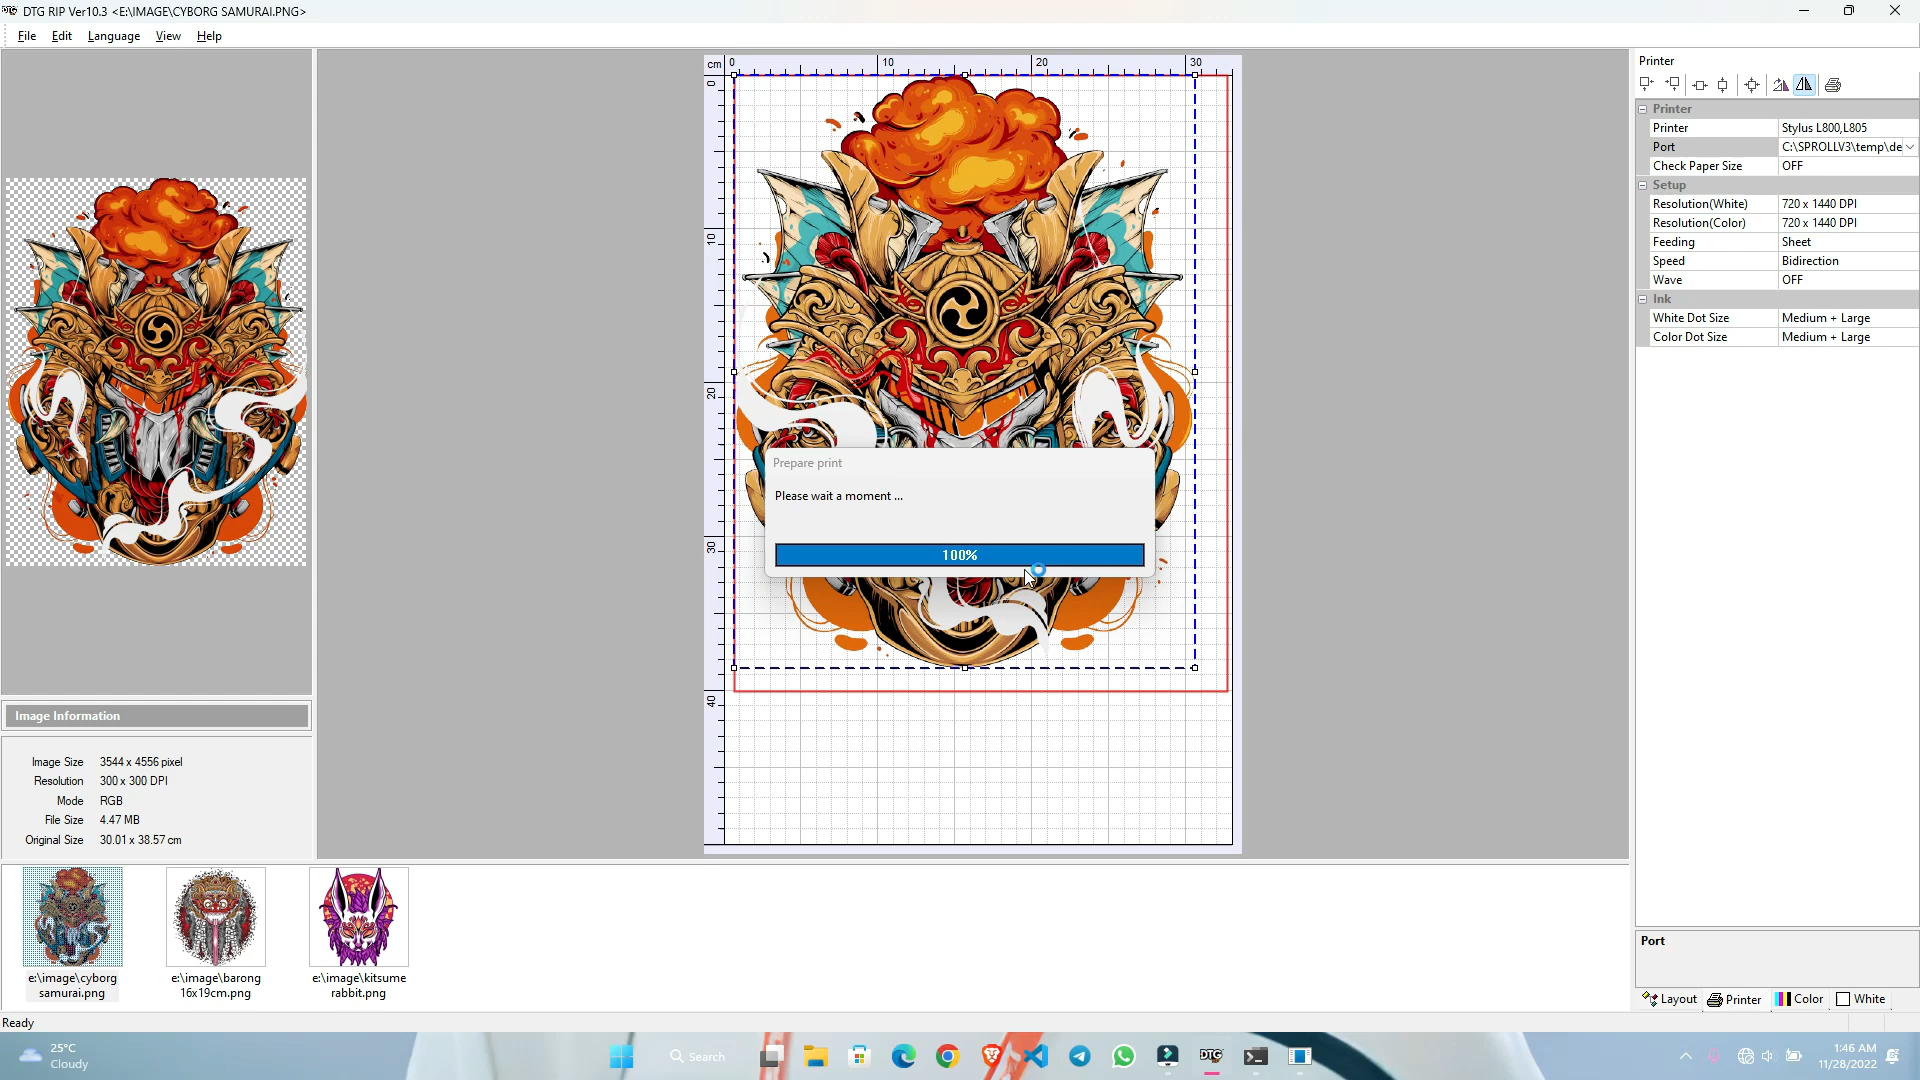 DTG RIP Ver10.3 <E:\IMAGE\CYBORG SAMURAI.PNG>
File Edit Language View Help
cm 0 10 20 30
0
10
20
30
40
Prepare print
Please wait a moment ...
100%
Image Information
Image Size 3544 x 4556 pixel
Resolution 300 x 300 DPI
Mode RGB
File Size 4.47 MB
Original Size 30.01 x 38.57 cm
e:\image\cyborg
samurai.png
e:\image\barong
16x19cm.png
e:\image\kitsume
rabbit.png
Printer
Printer
Printer Stylus L800,L805
Port C:\SPROLLV3\temp\de
Check Paper Size OFF
Setup
Resolution(White) 720 x 1440 DPI
Resolution(Color) 720 x 1440 DPI
Feeding Sheet
Speed Bidirection
Wave OFF
Ink
White Dot Size Medium + Large
Color Dot Size Medium + Large
Port
Layout Printer Color White
Ready
25°C
Cloudy
Search
DTG
1:46 AM
11/28/2022